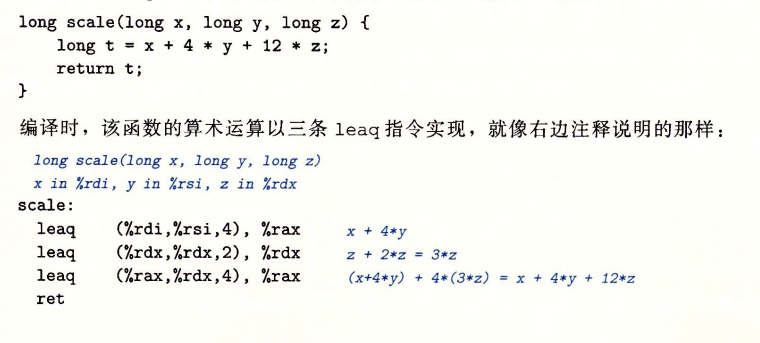 long scale(long x, long y, long z) {
    long t = x + 4 * y + 12 * z;
    return t;
}
编译时，该函数的算术运算以三条 leaq 指令实现，就像右边注释说明的那样：
long scale(long x, long y, long z)
x in %rdi, y in %rsi, z in %rdx
scale:
  leaq    (%rdi,%rsi,4), %rax    x + 4*y
  leaq    (%rdx,%rdx,2), %rdx    z + 2*z = 3*z
  leaq    (%rax,%rdx,4), %rax    (x+4*y) + 4*(3*z) = x + 4*y + 12*z
  ret